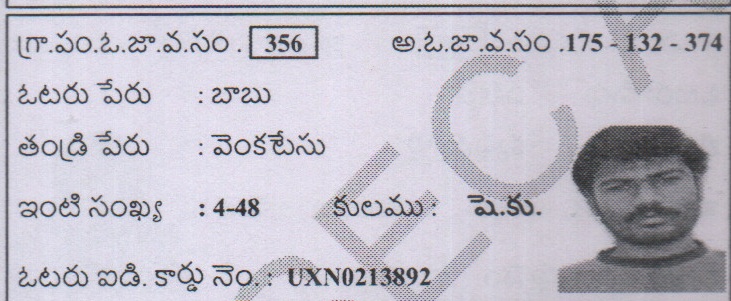 గ్రా.పం.ఓ.జా.వ.సం . 356 అ.ఓ.జా.వ.సం .175 - 132 - 374
ఓటరు పేరు : బాబు
తండ్రి పేరు : వెంకటేసు
ఇంటి సంఖ్య : 4-48 కులము : షె.కు.
ఓటరు ఐడి. కార్డు నెం. : UXN0213892